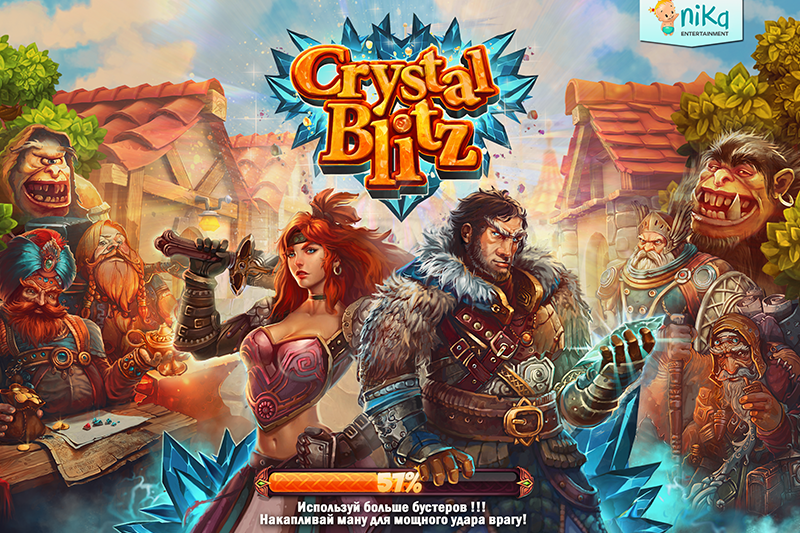 nika
ENTERTAINMENT
Crystal
Blitz
57%
Используй больше бустеров !!!
Накапливай ману для мощного удара врагу!